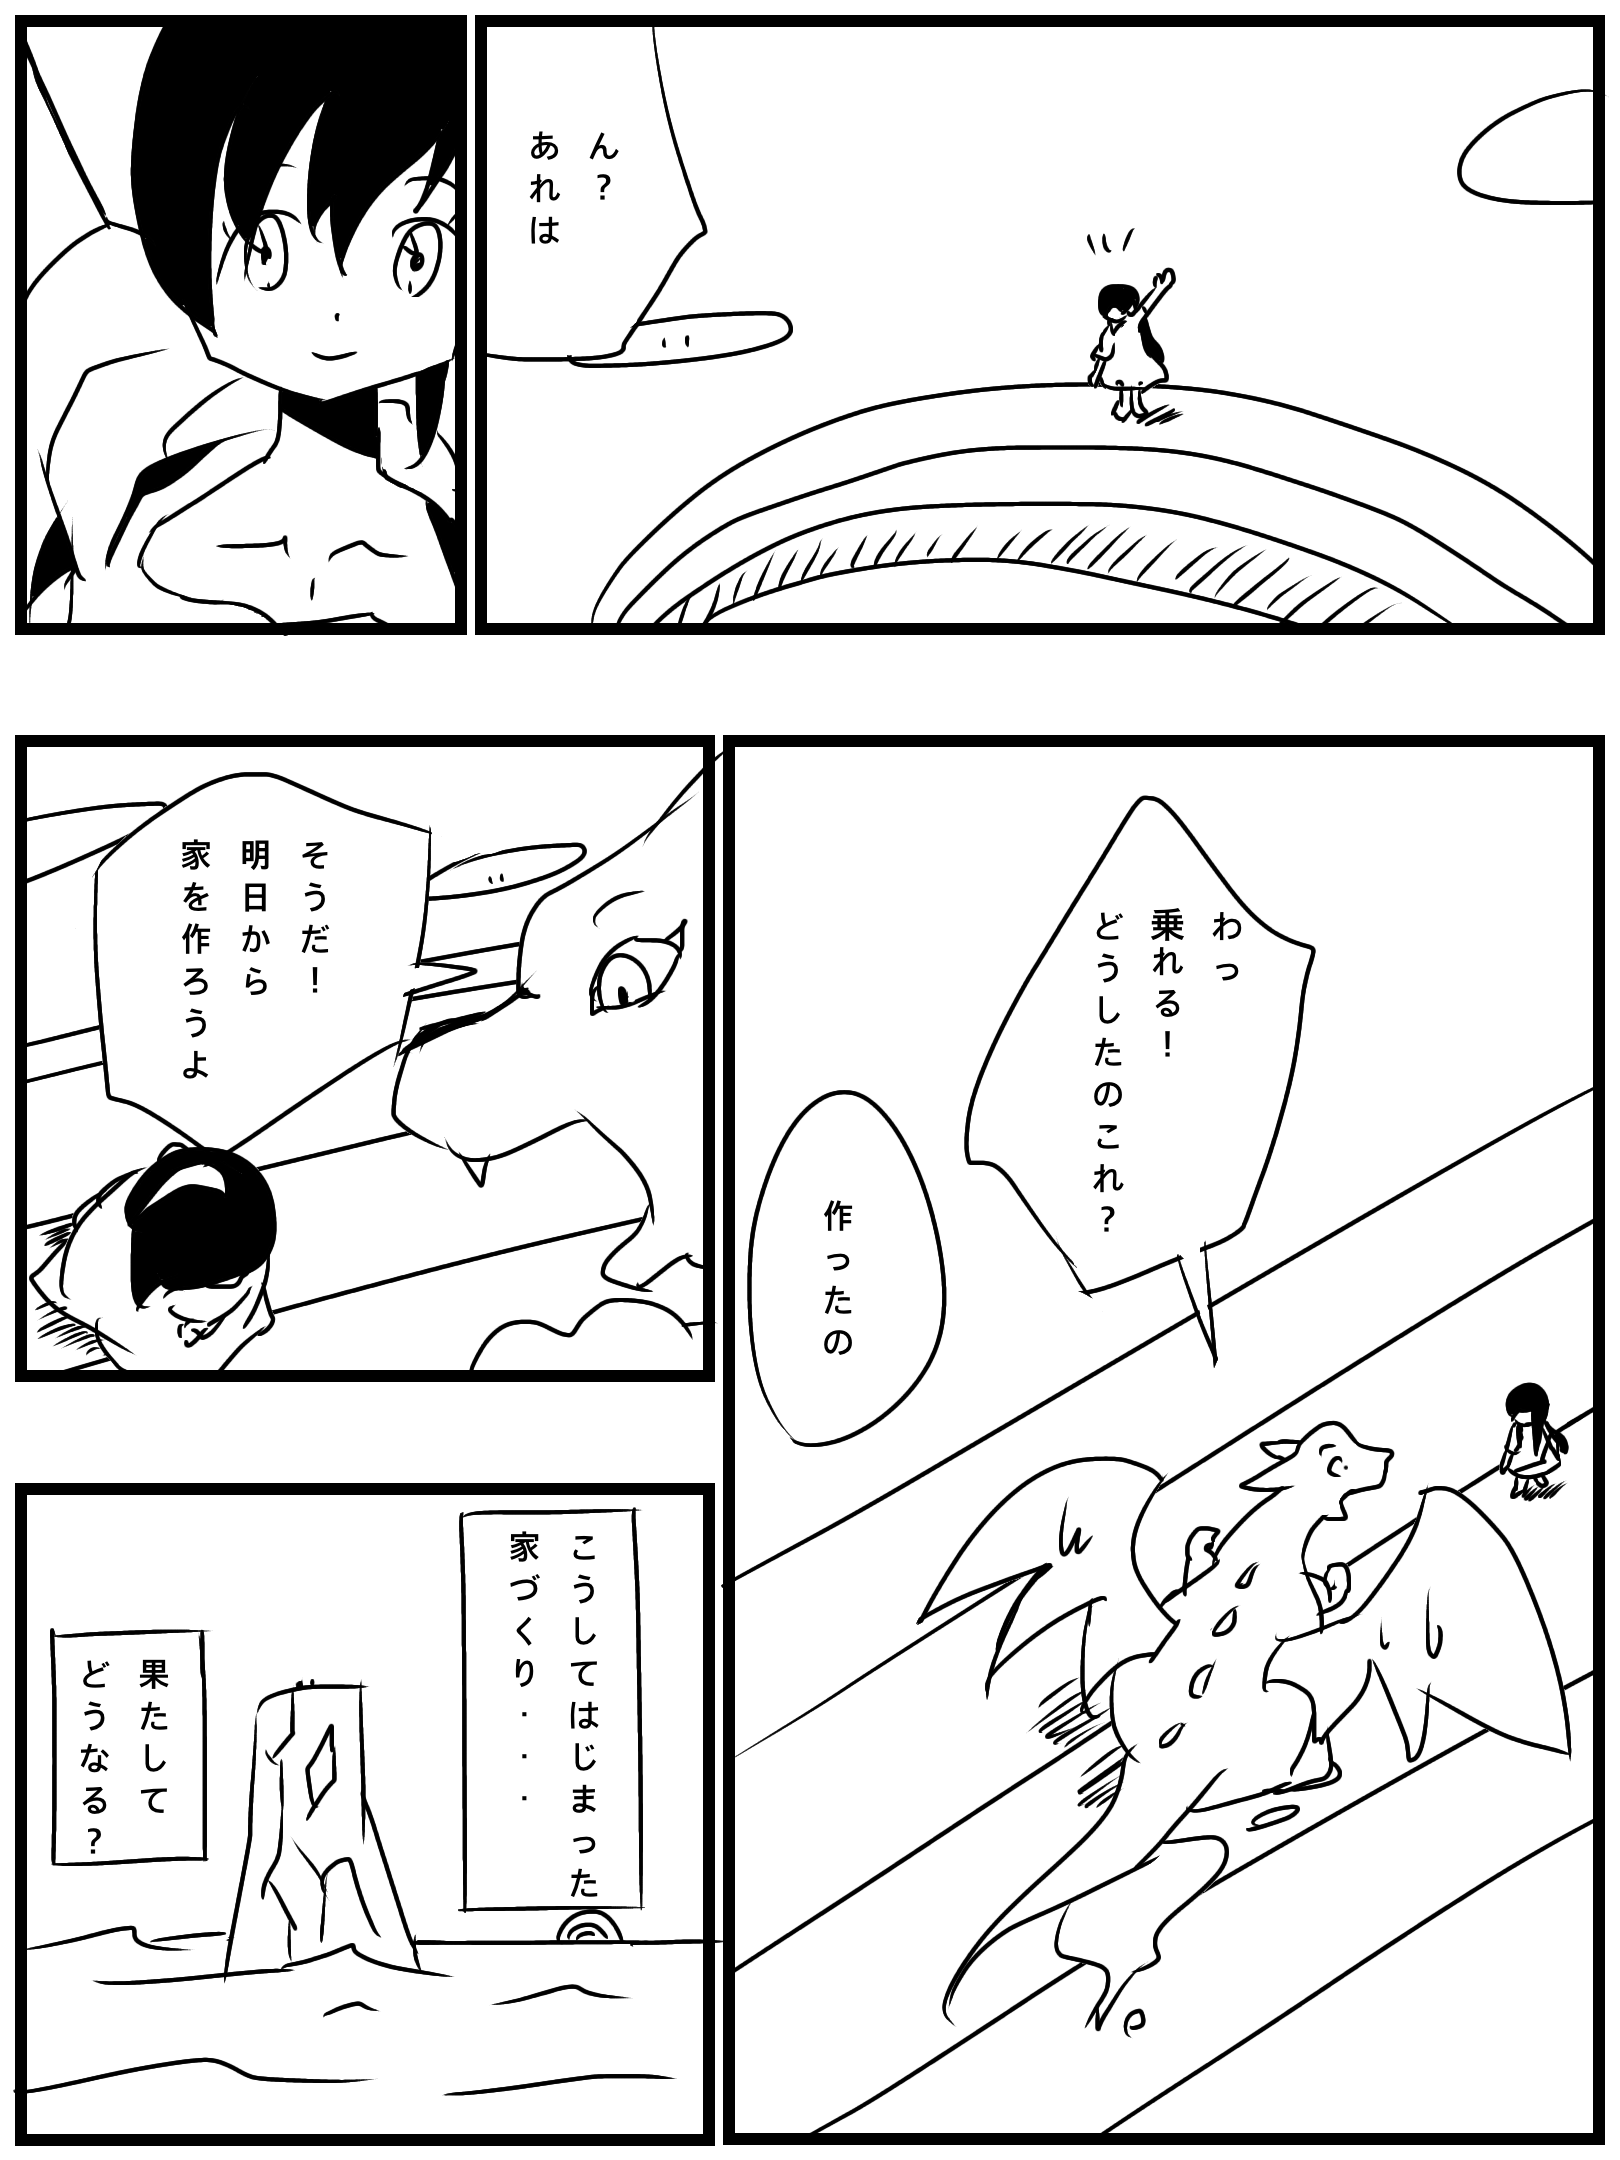 ん?
あれは
わっ
乗れる!
どうしたのこれ?
作ったの
そうだ!
明日から
家を作ろうよ
こうしてはじまった
家づくり・・・
果たして
どうなる?